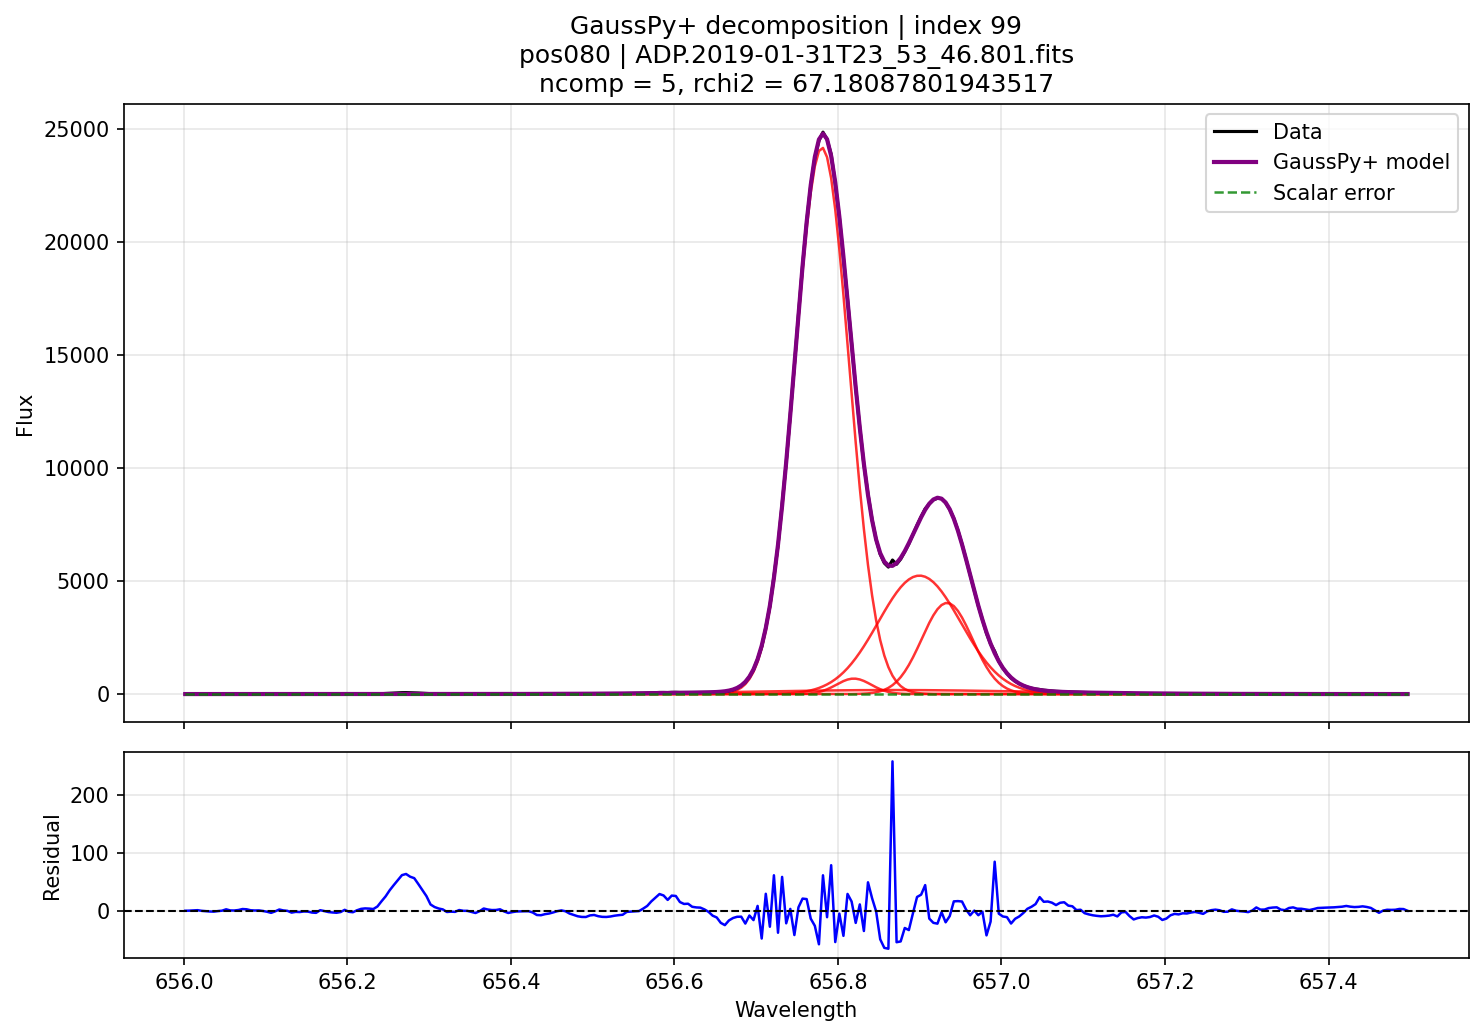 GaussPy+ decomposition | index 99
pos080 | ADP.2019-01-31T23_53_46.801.fits
ncomp = 5, rchi2 = 67.18087801943517
Data
GaussPy+ model
Scalar error
25000
20000
15000
10000
5000
0
Flux
200
100
0
Residual
656.0 656.2 656.4 656.6 656.8 657.0 657.2 657.4
Wavelength